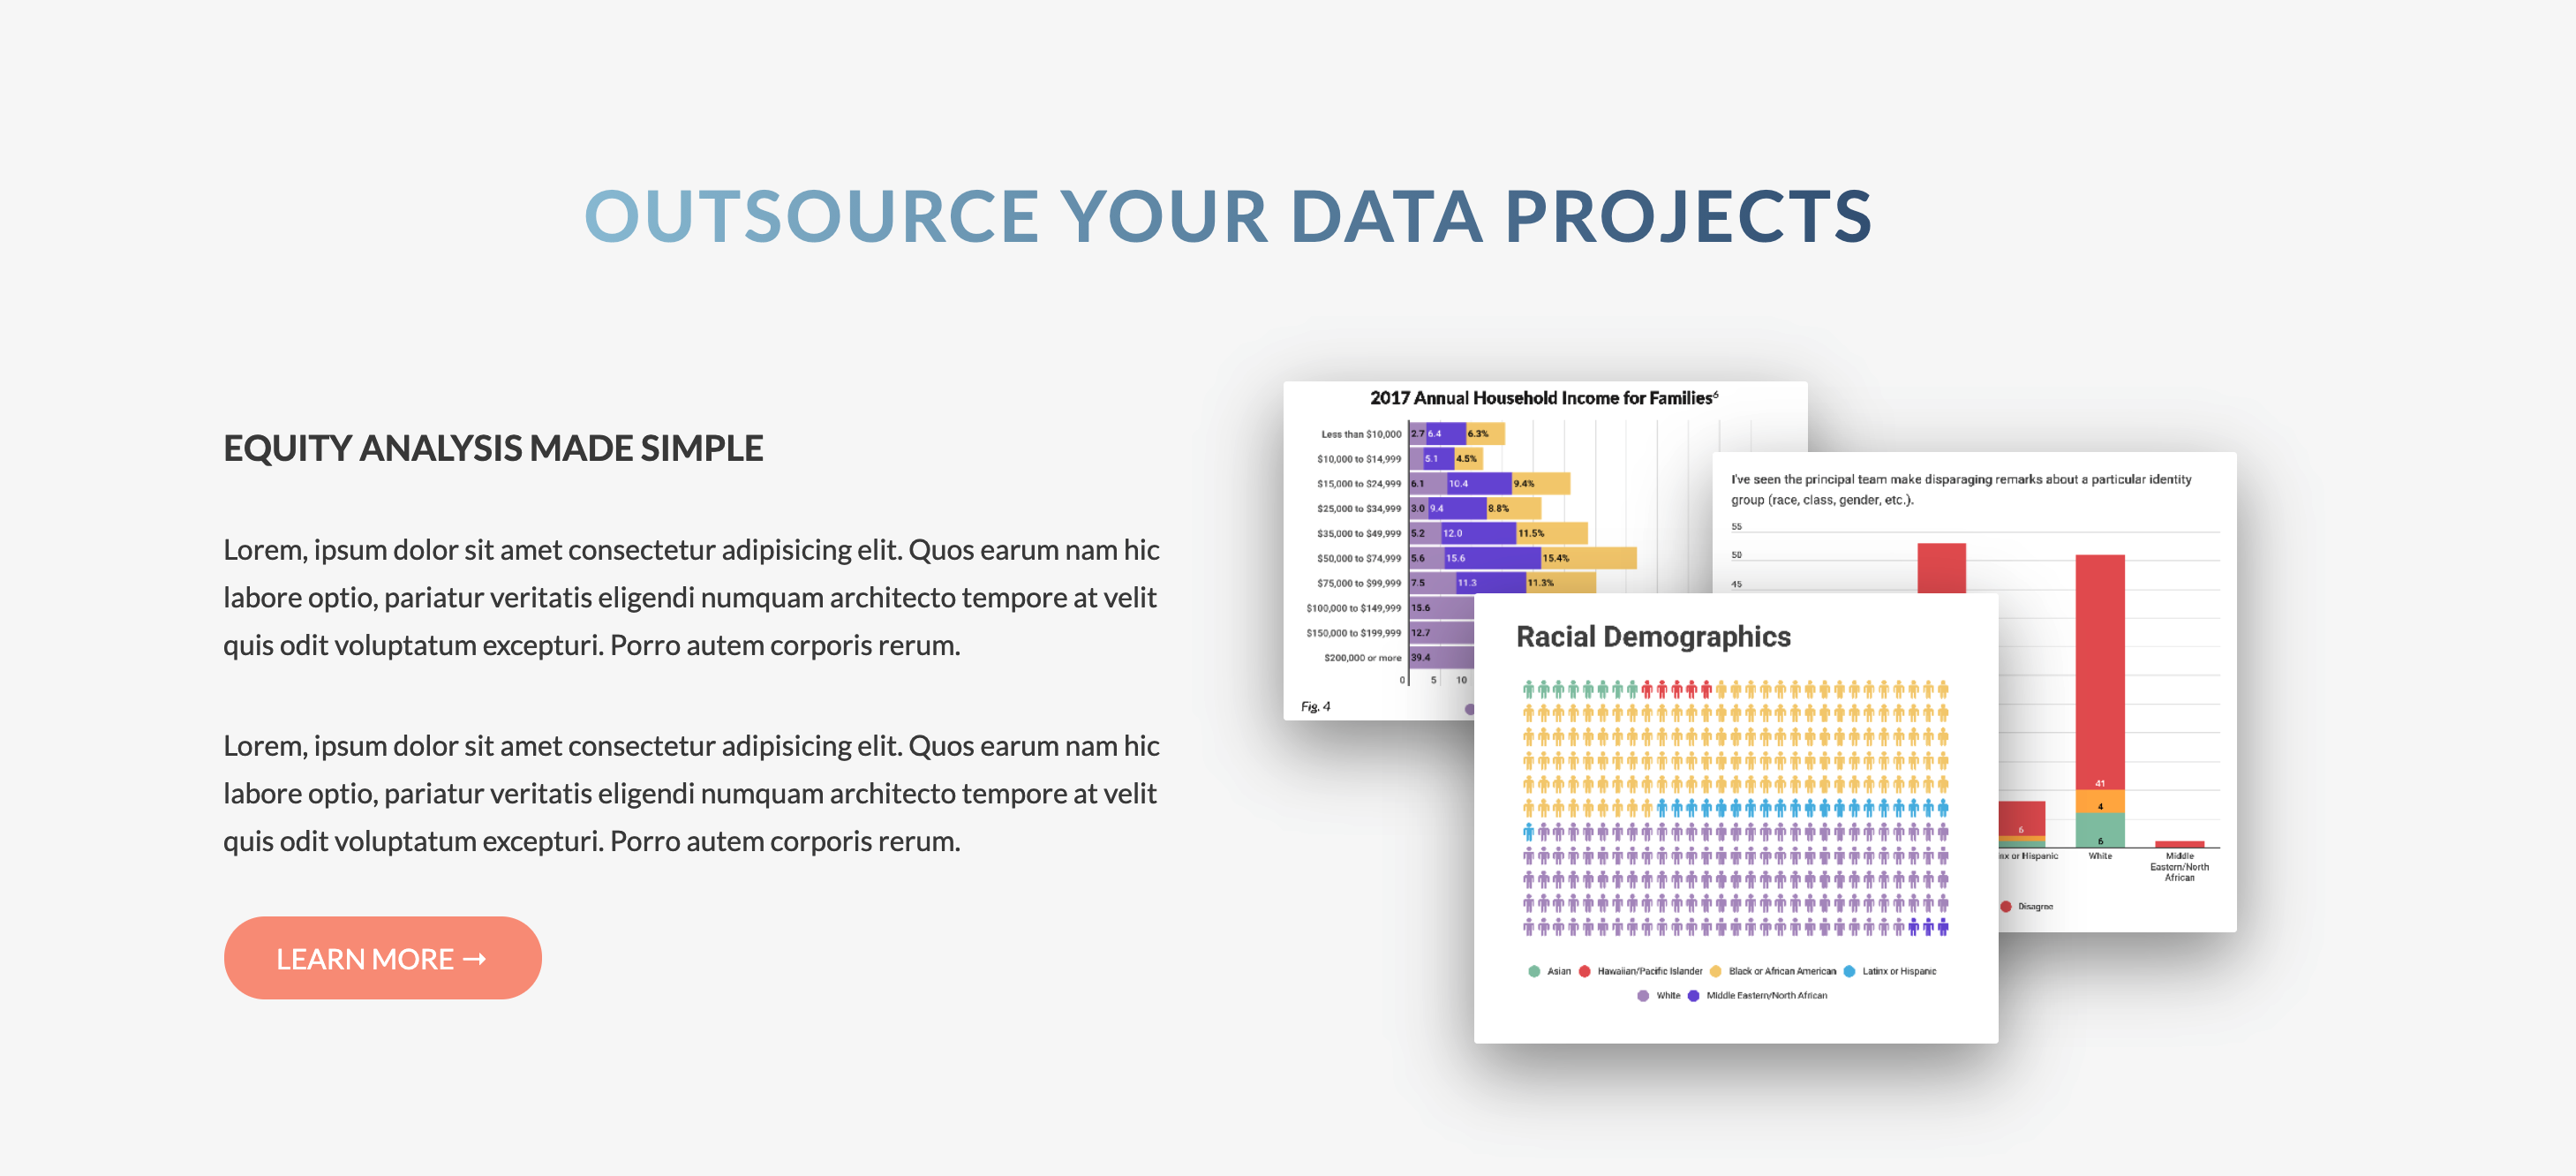 OUTSOURCE YOUR DATA PROJECTS
EQUITY ANALYSIS MADE SIMPLE
Lorem, ipsum dolor sit amet consectetur adipisicing elit. Quos earum nam hic
labore optio, pariatur veritatis eligendi numquam architecto tempore at velit
quis odit voluptatum excepturi. Porro autem corporis rerum.
Lorem, ipsum dolor sit amet consectetur adipisicing elit. Quos earum nam hic
labore optio, pariatur veritatis eligendi numquam architecto tempore at velit
quis odit voluptatum excepturi. Porro autem corporis rerum.
LEARN MORE →
2017 Annual Household Income for Families⁶
Less than $10,000 2.7 6.4 6.3%
$10,000 to $14,999 5.1 4.5%
$15,000 to $24,999 6.1 10.4 9.4%
$25,000 to $34,999 3.0 9.4 8.8%
$35,000 to $49,999 5.2 12.0 11.5%
$50,000 to $74,999 5.6 15.6 15.4%
$75,000 to $99,999 7.5 11.3 11.3%
$100,000 to $149,999 15.6
$150,000 to $199,999 12.7
$200,000 or more 39.4
0 5 10
Fig. 4
I've seen the principal team make disparaging remarks about a particular identity
group (race, class, gender, etc.).
55
50
45
41
4
6
6
or Hispanic White Middle
Eastern/North
African
Disagree
Racial Demographics
Asian Hawaiian/Pacific Islander Black or African American Latinx or Hispanic
White Middle Eastern/North African